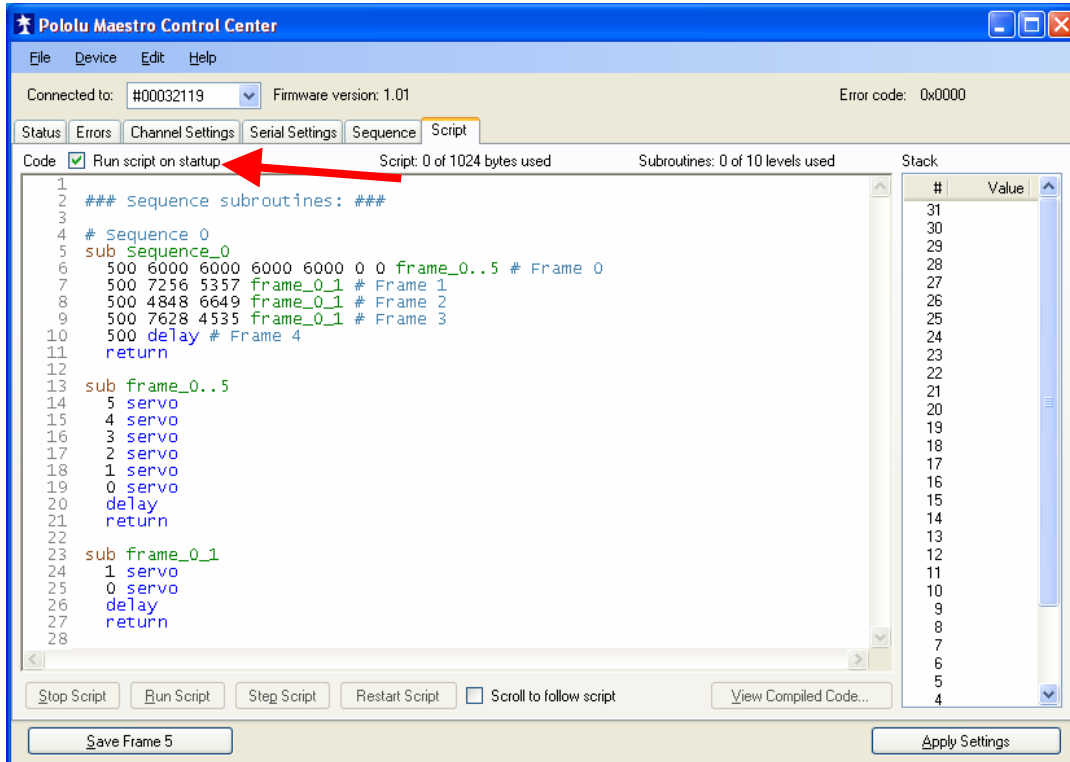 Pololu Maestro Control Center
File Device Edit Help
Connected to: #00032119 Firmware version: 1.01 Error code: 0x0000
Status Errors Channel Settings Serial Settings Sequence Script
Code Run script on startup Script: 0 of 1024 bytes used Subroutines: 0 of 10 levels used Stack
# Value
1
2 ### Sequence subroutines: ###
3
4 # Sequence 0
5 sub Sequence_0
6 500 6000 6000 6000 6000 0 0 frame_0..5 # Frame 0
7 500 7256 5357 frame_0_1 # Frame 1
8 500 4848 6649 frame_0_1 # Frame 2
9 500 7628 4535 frame_0_1 # Frame 3
10 500 delay # Frame 4
11 return
12
13 sub frame_0..5
14 5 servo
15 4 servo
16 3 servo
17 2 servo
18 1 servo
19 0 servo
20 delay
21 return
22
23 sub frame_0_1
24 1 servo
25 0 servo
26 delay
27 return
28
31
30
29
28
27
26
25
24
23
22
21
20
19
18
17
16
15
14
13
12
11
10
9
8
7
6
5
4
Stop Script Run Script Step Script Restart Script Scroll to follow script View Compiled Code...
Save Frame 5 Apply Settings